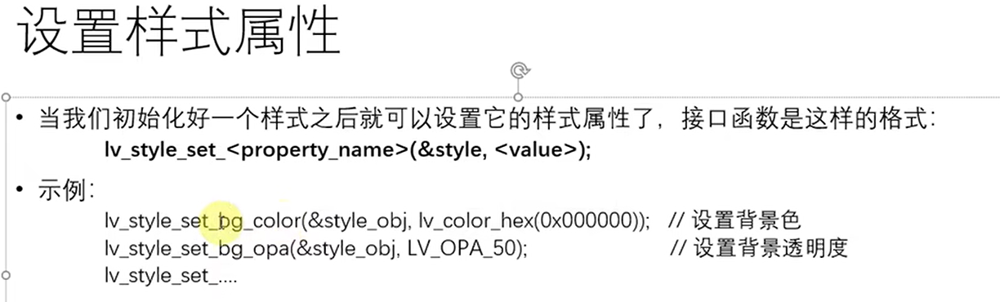 设置样式属性
• 当我们初始化好一个样式之后就可以设置它的样式属性了，接口函数是这样的格式：
lv_style_set_<property_name>(&style, <value>);
• 示例：
lv_style_set_bg_color(&style_obj, lv_color_hex(0x000000)); // 设置背景色
lv_style_set_bg_opa(&style_obj, LV_OPA_50); // 设置背景透明度
lv_style_set_....